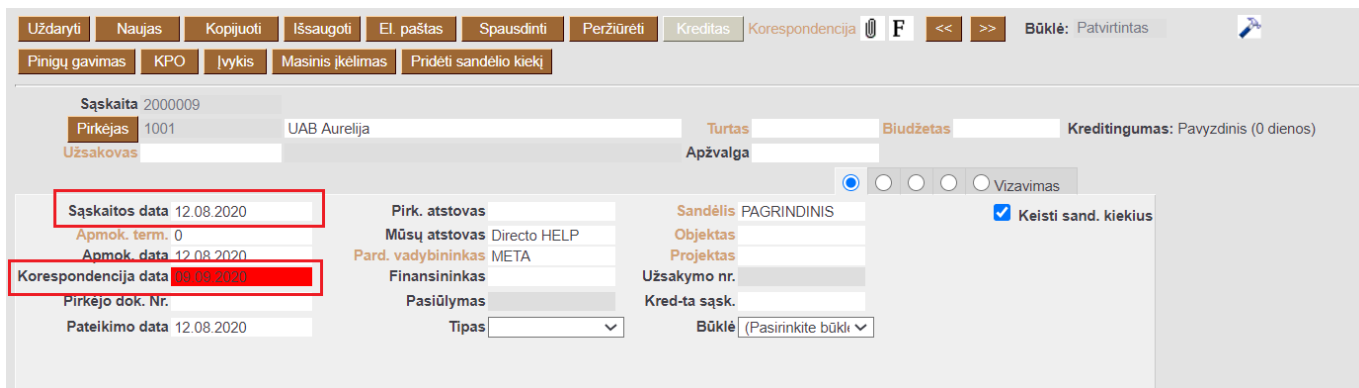 Uždaryti Naujas Kopijuoti Išsaugoti El. paštas Spausdinti Peržiūrėti Kreditas Korespondencija F << >> Būklė: Patvirtintas
Pinigų gavimas KPO Įvykis Masinis įkėlimas Pridėti sandėlio kiekį
Sąskaita 2000009
Pirkėjas 1001 UAB Aurelija Turtas Biudžetas Kreditingumas: Pavyzdinis (0 dienos)
Užsakovas Apžvalga
Vizavimas
Sąskaitos data 12.08.2020 Pirk. atstovas Sandėlis PAGRINDINIS Keisti sand. kiekius
Apmok. term. 0 Mūsų atstovas Directo HELP Objektas
Apmok. data 12.08.2020 Pard. vadybininkas META Projektas
Korespondencija data 09.09.2020 Finansininkas Užsakymo nr.
Pirkėjo dok. Nr. Pasiūlymas Kred-ta sąsk.
Pateikimo data 12.08.2020 Tipas Būklė (Pasirinkite būkl